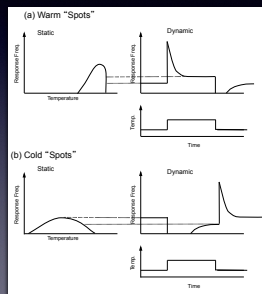 (a) Warm “Spots”
Static
Dynamic
Response Freq.
Response Freq.
Temperature
Temp.
Time
(b) Cold “Spots”
Static
Dynamic
Response Freq.
Response Freq.
Temperature
Temp.
Time